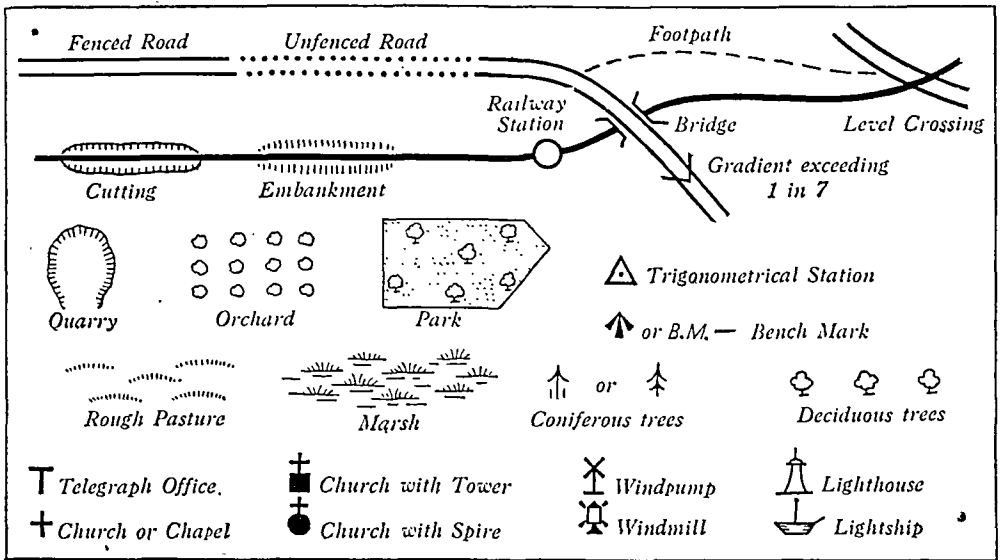 Fenced Road
Unfenced Road
Footpath
Railway
Station
Bridge
Level Crossing
Gradient exceeding
1 in 7
Cutting
Embankment
Quarry
Orchard
Park
Trigonometrical Station
or B.M. — Bench Mark
Rough Pasture
Marsh
or
Coniferous trees
Deciduous trees
Telegraph Office.
Church with Tower
Windpump
Lighthouse
Church or Chapel
Church with Spire
Windmill
Lightship